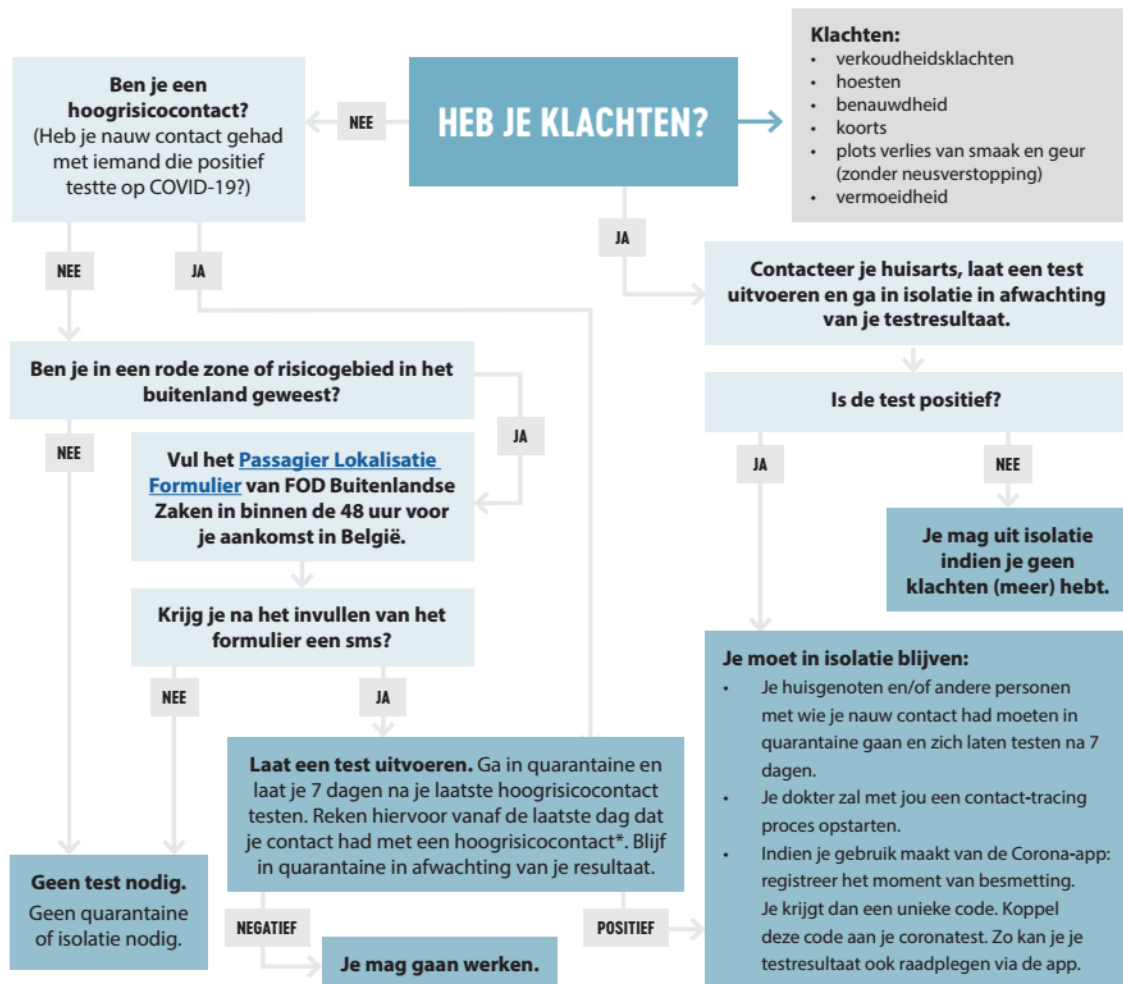 HEB JE KLACHTEN?
Klachten:
• verkoudheidsklachten
• hoesten
• benauwdheid
• koorts
• plots verlies van smaak en geur
(zonder neusverstopping)
• vermoeidheid
NEE
Ben je een
hoogrisicocontact?
(Heb je nauw contact gehad
met iemand die positief
testte op COVID-19?)
NEE
JA
JA
Contacteer je huisarts, laat een test
uitvoeren en ga in isolatie in afwachting
van je testresultaat.
Ben je in een rode zone of risicogebied in het
buitenland geweest?
Is de test positief?
NEE
JA
JA
NEE
Vul het Passagier Lokalisatie
Formulier van FOD Buitenlandse
Zaken in binnen de 48 uur voor
je aankomst in België.
Je mag uit isolatie
indien je geen
klachten (meer) hebt.
Krijg je na het invullen van het
formulier een sms?
NEE
JA
Je moet in isolatie blijven:
• Je huisgenoten en/of andere personen
met wie je nauw contact had moeten in
quarantaine gaan en zich laten testen na 7
dagen.
• Je dokter zal met jou een contact-tracing
proces opstarten.
• Indien je gebruik maakt van de Corona-app:
registreer het moment van besmetting.
Je krijgt dan een unieke code. Koppel
deze code aan je coronatest. Zo kan je je
testresultaat ook raadplegen via de app.
Laat een test uitvoeren. Ga in quarantaine en
laat je 7 dagen na je laatste hoogrisicocontact
testen. Reken hiervoor vanaf de laatste dag dat
je contact had met een hoogrisicocontact*. Blijf
in quarantaine in afwachting van je resultaat.
Geen test nodig.
Geen quarantaine
of isolatie nodig.
NEGATIEF
POSITIEF
Je mag gaan werken.